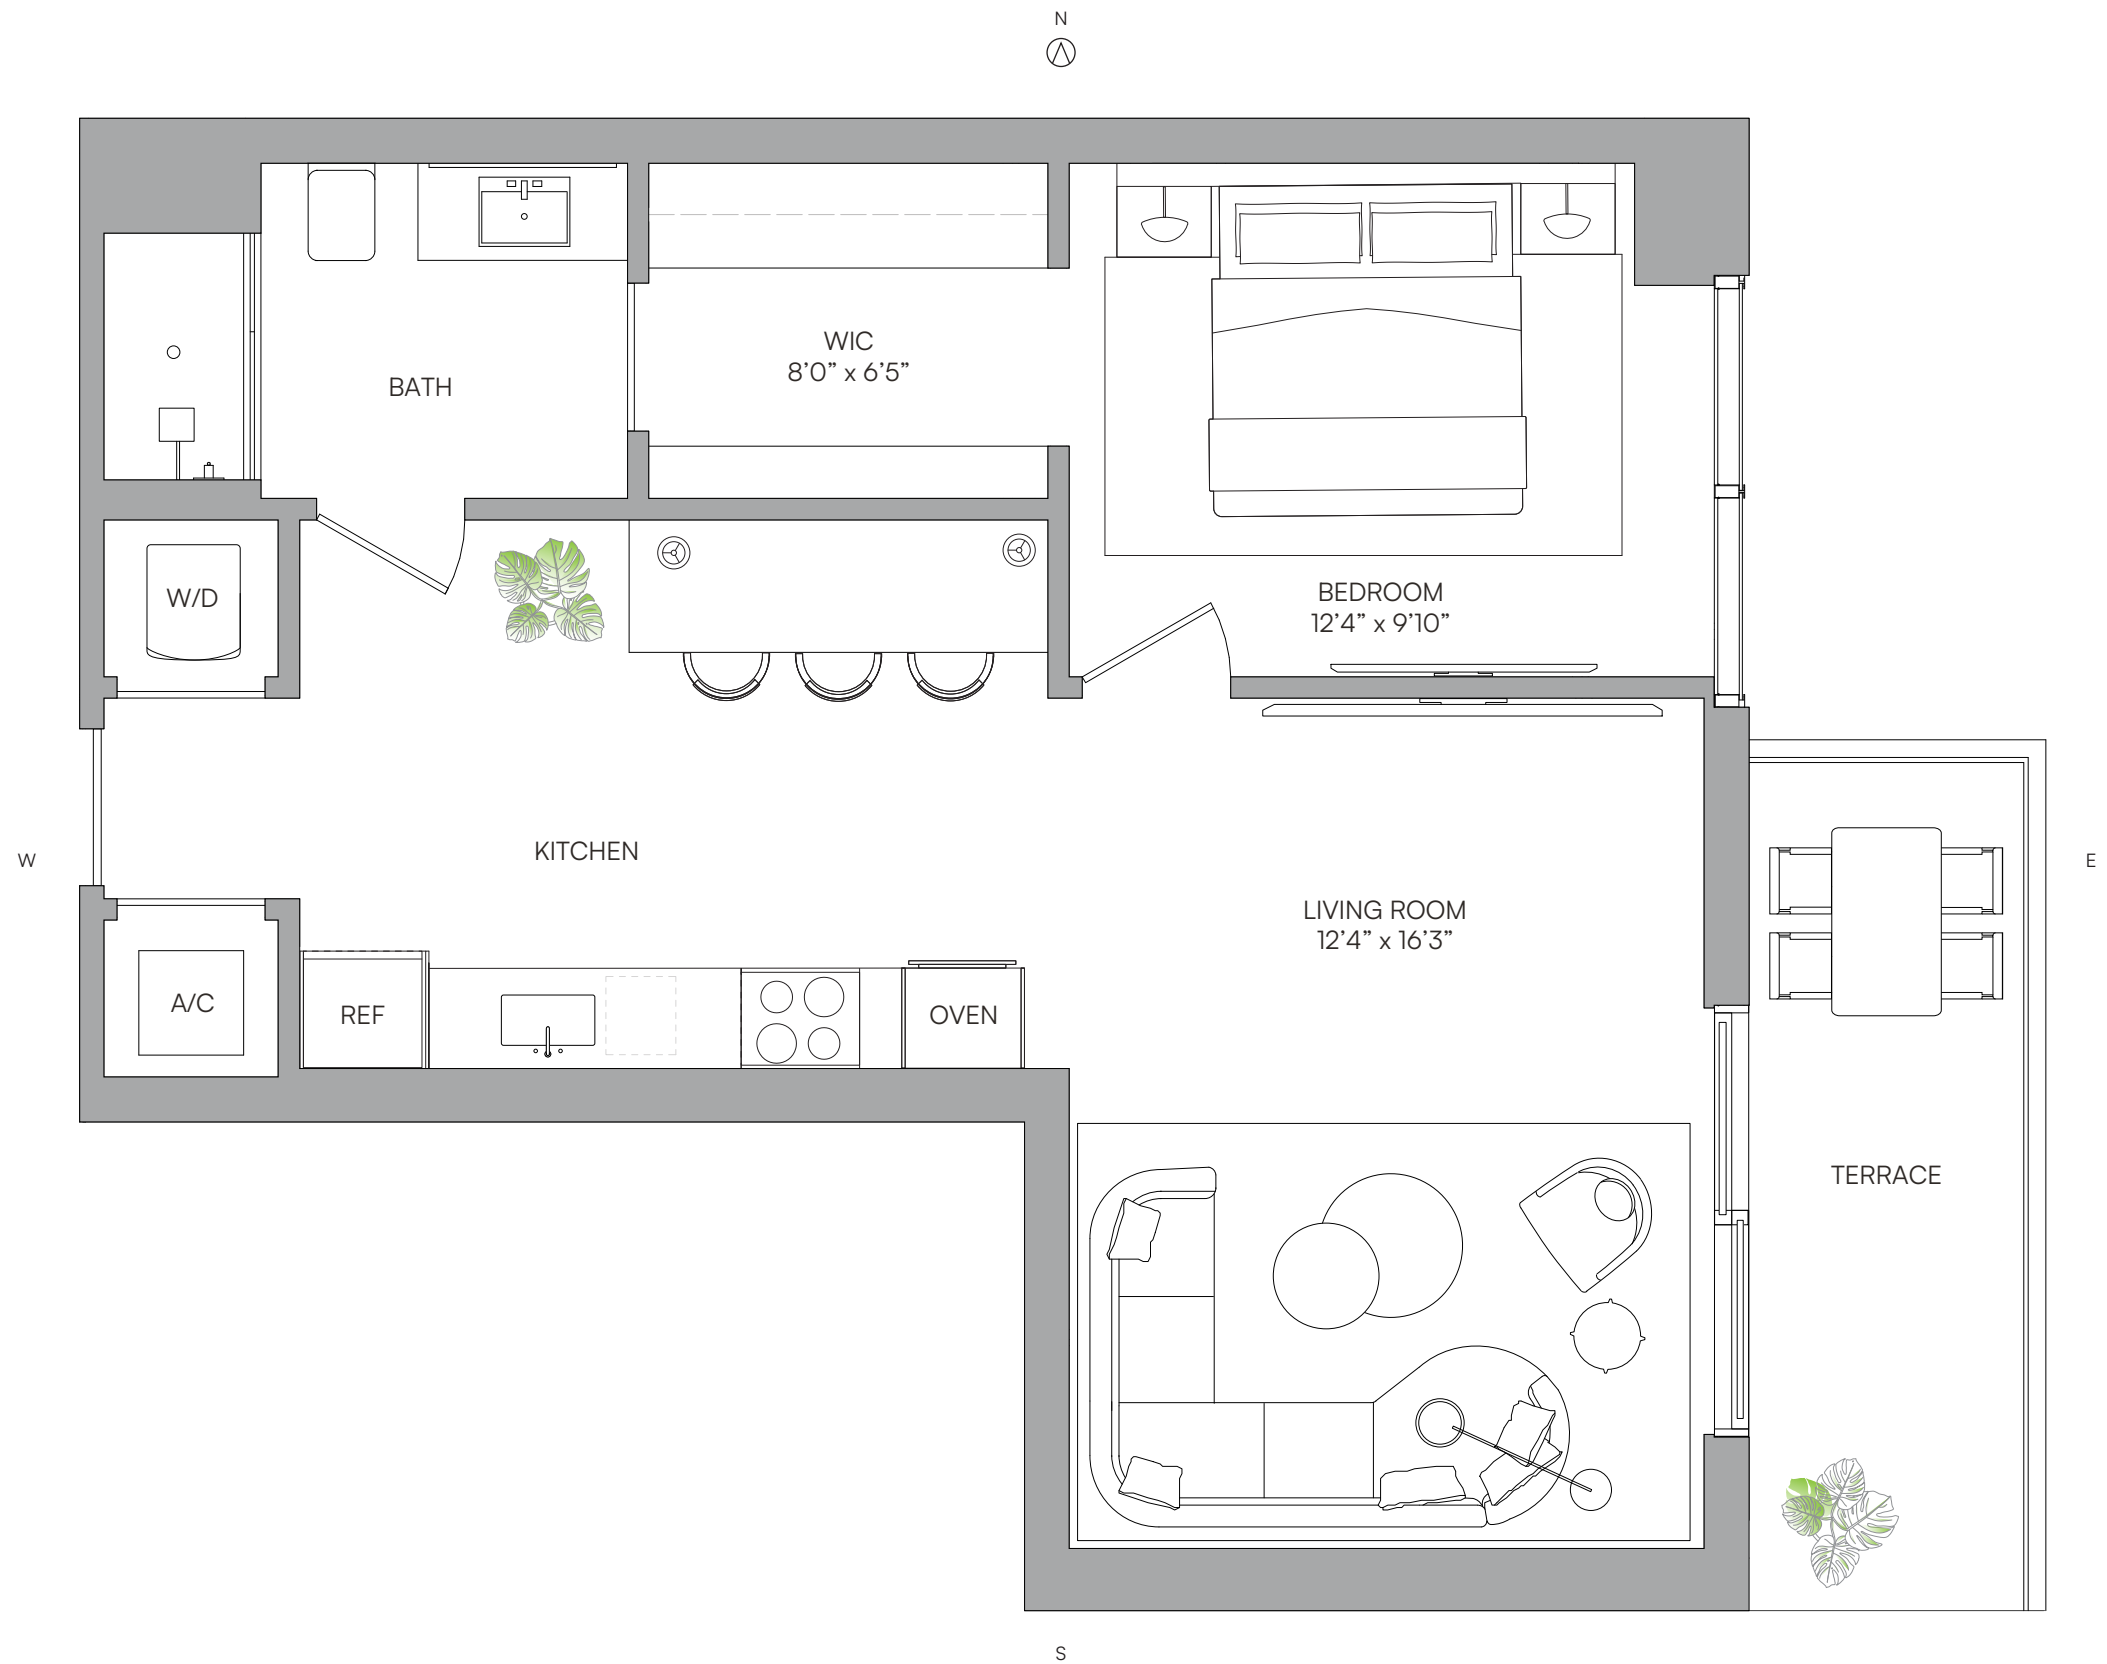 N
WIC
8’0” x 6’5”
BATH
BEDROOM
12’4” x 9’10”
W/D
KITCHEN
W
E
LIVING ROOM
12’4” x 16’3”
A/C
REF
OVEN
TERRACE
S